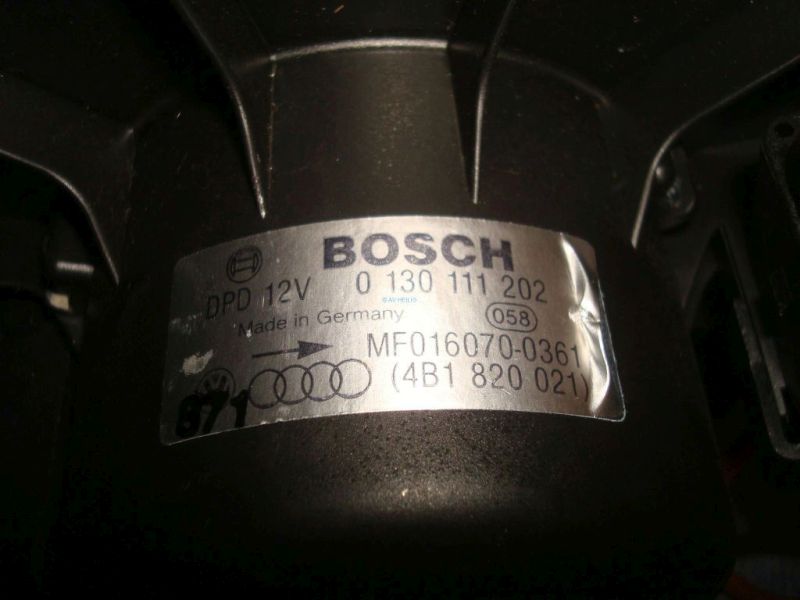 BOSCH
DPD 12V 0 130 111 202
Made in Germany 058
MF016070-0361
871 (4B1 820 021)